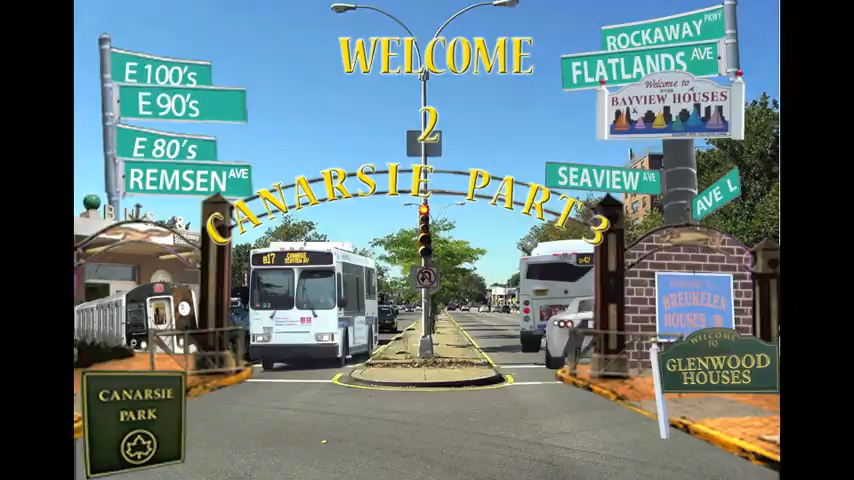 WELCOME
2
CANARSIE PART 3
E 100's
E 90's
E 80's
REMSEN AVE
ROCKAWAY PKWY
FLATLANDS AVE
Welcome to
BAYVIEW HOUSES
SEAVIEW AVE
AVE L
B17
B42
BREUKELEN
HOUSES
WELCOME
TO
GLENWOOD
HOUSES
CANARSIE
PARK